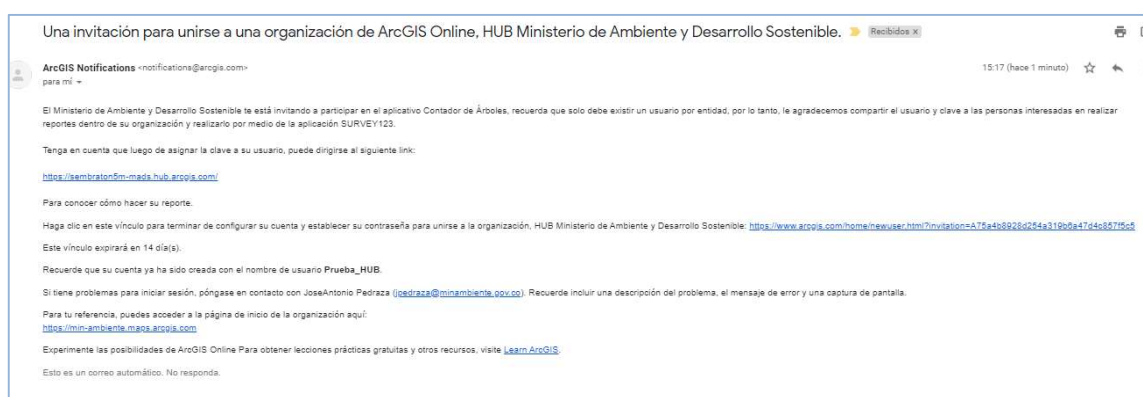 Una invitación para unirse a una organización de ArcGIS Online, HUB Ministerio de Ambiente y Desarrollo Sostenible. Recibidos x
ArcGIS Notifications <notifications@arcgis.com> 15:17 (hace 1 minuto)
para mí
El Ministerio de Ambiente y Desarrollo Sostenible te está invitando a participar en el aplicativo Contador de Árboles, recuerda que solo debe existir un usuario por entidad, por lo tanto, le agradecemos compartir el usuario y clave a las personas interesadas en realizar
reportes dentro de su organización y realizarlo por medio de la aplicación SURVEY123.
Tenga en cuenta que luego de asignar la clave a su usuario, puede dirigirse al siguiente link:
https://sembraton5m-mads.hub.arcgis.com/
Para conocer cómo hacer su reporte.
Haga clic en este vínculo para terminar de configurar su cuenta y establecer su contraseña para unirse a la organización, HUB Ministerio de Ambiente y Desarrollo Sostenible: https://www.arcgis.com/home/newuser.html?invitation=A75a4b8928d254a319b6a47d4c857f5c5
Este vínculo expirará en 14 día(s).
Recuerde que su cuenta ya ha sido creada con el nombre de usuario Prueba_HUB.
Si tiene problemas para iniciar sesión, póngase en contacto con JoseAntonio Pedraza (jpedraza@minambiente.gov.co). Recuerde incluir una descripción del problema, el mensaje de error y una captura de pantalla.
Para tu referencia, puedes acceder a la página de inicio de la organización aquí:
https://min-ambiente.maps.arcgis.com
Experimente las posibilidades de ArcGIS Online Para obtener lecciones prácticas gratuitas y otros recursos, visite Learn ArcGIS.
Esto es un correo automático. No responda.